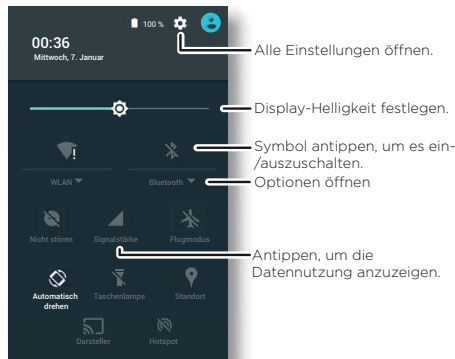 100 %
00:36
Mittwoch, 7. Januar
Alle Einstellungen öffnen.
Display-Helligkeit festlegen.
Symbol antippen, um es ein-
/auszuschalten.
WLAN
Bluetooth
Optionen öffnen
Nicht stören
Signalstärke
Flugmodus
Antippen, um die
Datennutzung anzuzeigen.
Automatisch
drehen
Taschenlampe
Standort
Darsteller
Hotspot